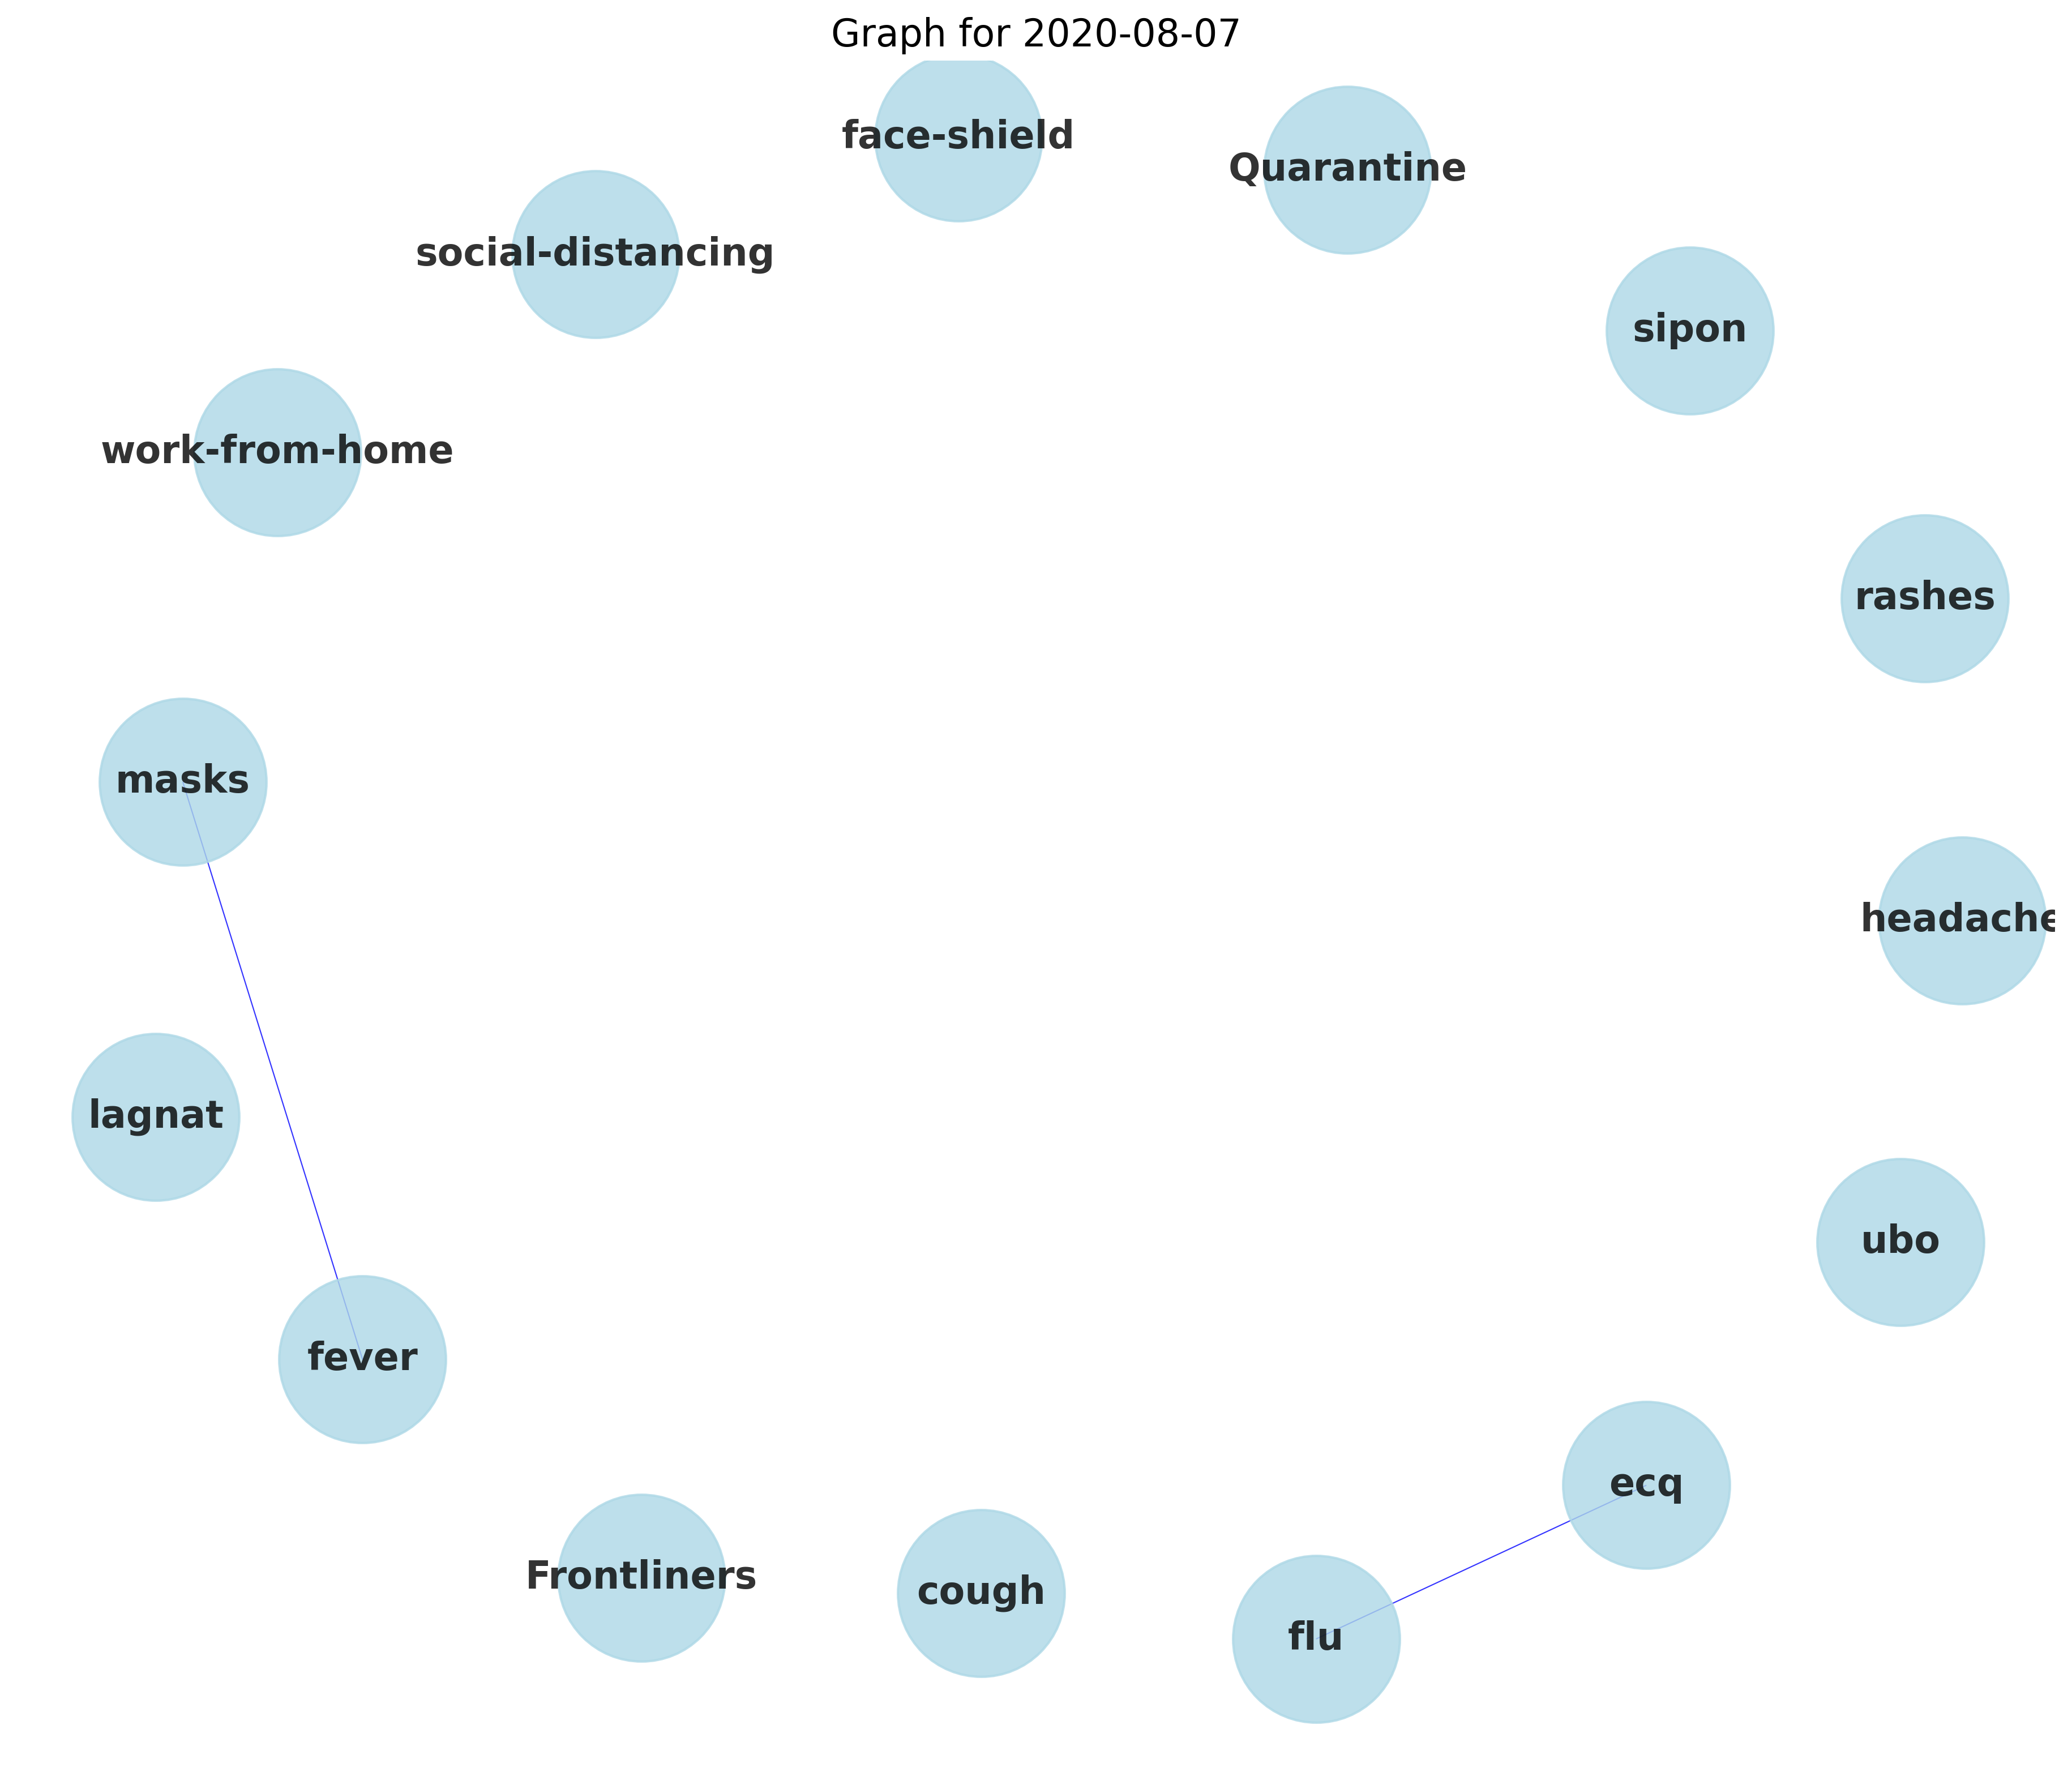 Graph for 2020-08-07
face-shield
Quarantine
social-distancing
sipon
work-from-home
rashes
masks
headache
lagnat
ubo
fever
ecq
Frontliners
cough
flu